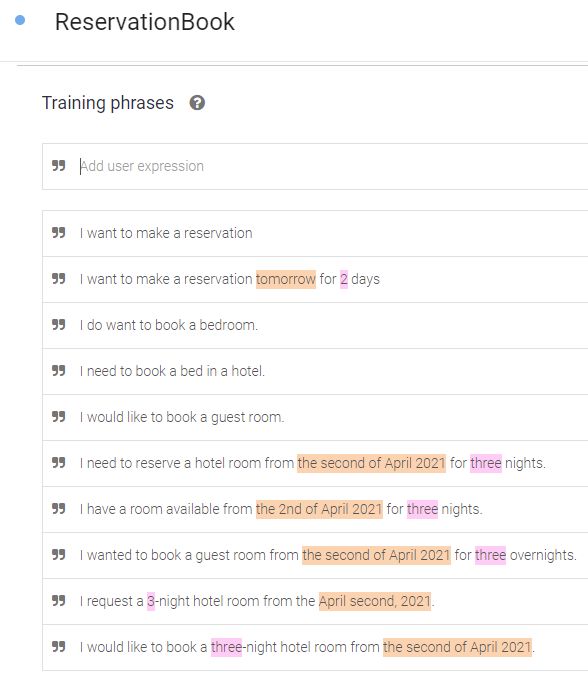 ReservationBook
Training phrases ?
Add user expression
I want to make a reservation
I want to make a reservation tomorrow for 2 days
I do want to book a bedroom.
I need to book a bed in a hotel.
I would like to book a guest room.
I need to reserve a hotel room from the second of April 2021 for three nights.
I have a room available from the 2nd of April 2021 for three nights.
I wanted to book a guest room from the second of April 2021 for three overnights.
I request a 3-night hotel room from the April second, 2021.
I would like to book a three-night hotel room from the second of April 2021.